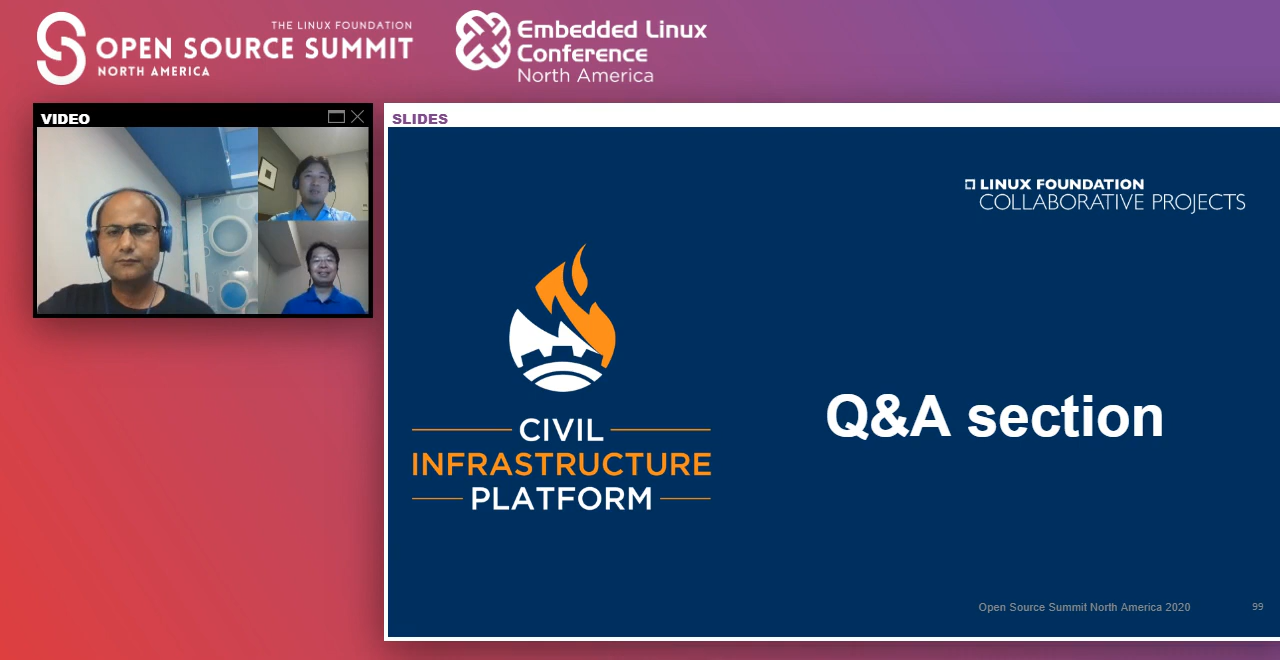 THE LINUX FOUNDATION
OPEN SOURCE SUMMIT
NORTH AMERICA
Embedded Linux
Conference
North America
VIDEO
SLIDES
LINUX FOUNDATION
COLLABORATIVE PROJECTS
CIVIL
INFRASTRUCTURE
PLATFORM
Q&A section
Open Source Summit North America 2020
99